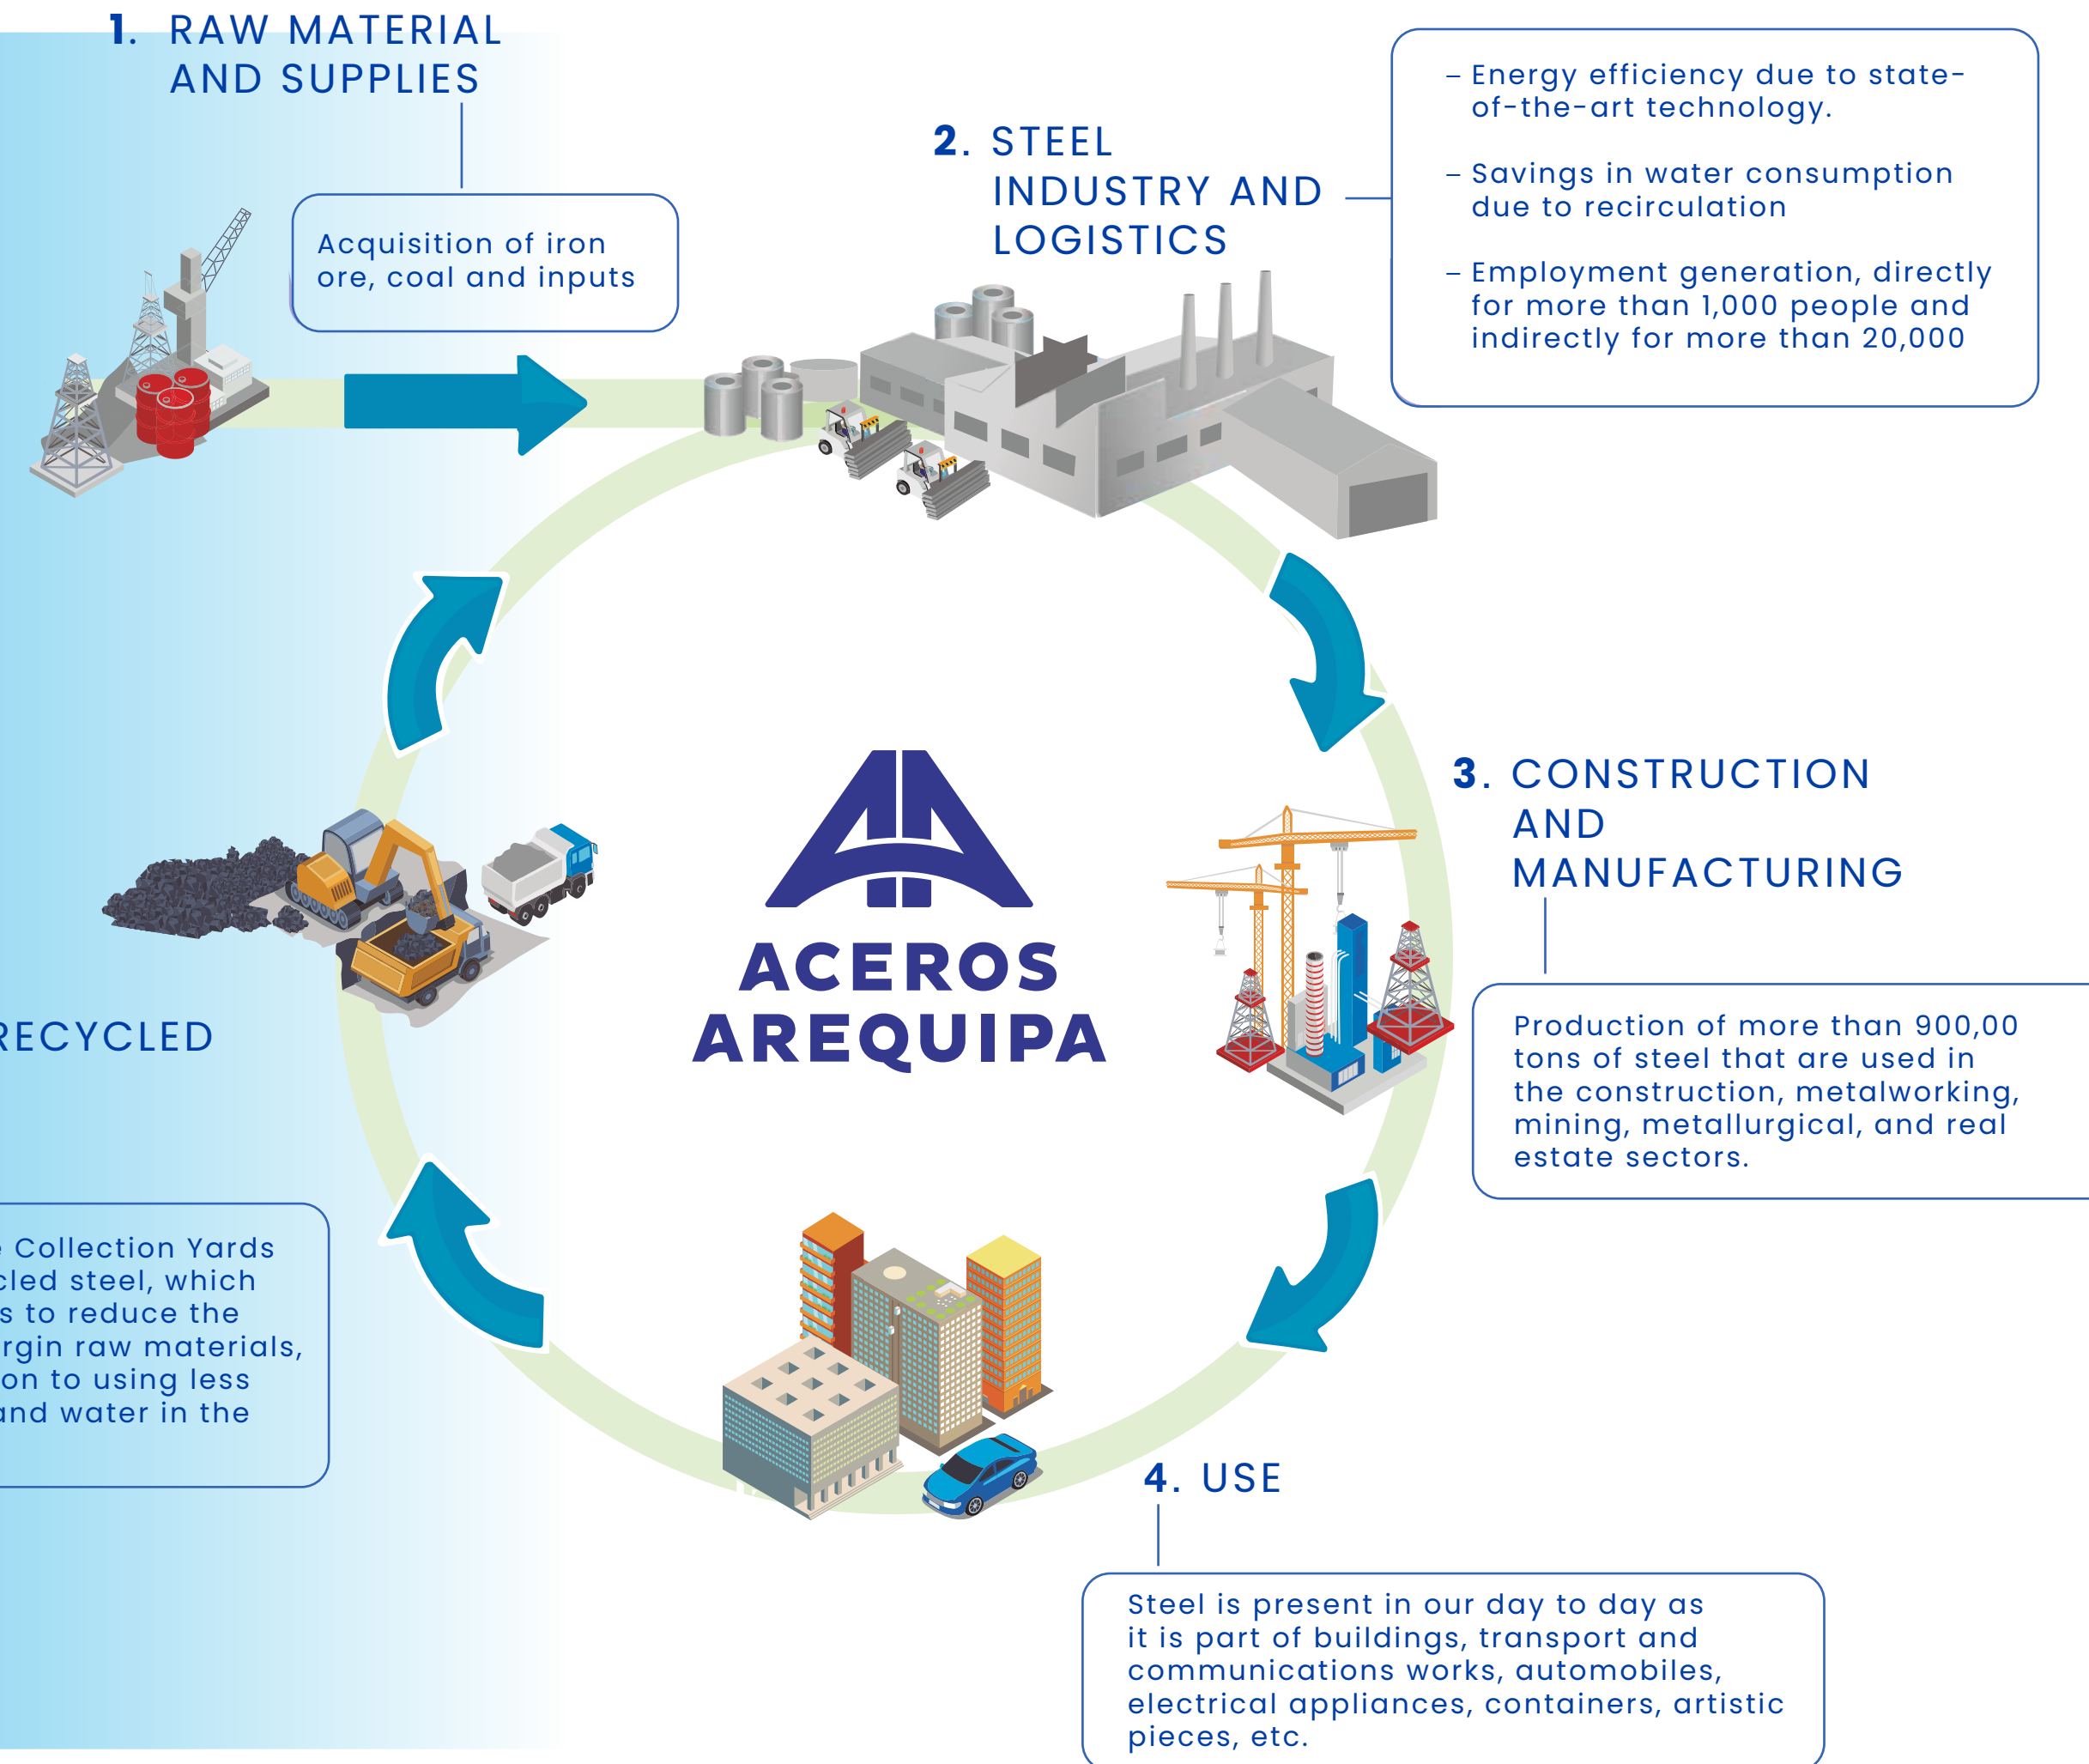 1. RAW MATERIAL
AND SUPPLIES
Acquisition of iron
ore, coal and inputs
2. STEEL
INDUSTRY AND
LOGISTICS
– Energy efficiency due to state-
of-the-art technology.
– Savings in water consumption
due to recirculation
– Employment generation, directly
for more than 1,000 people and
indirectly for more than 20,000
3. CONSTRUCTION
AND
MANUFACTURING
Production of more than 900,00
tons of steel that are used in
the construction, metalworking,
mining, metallurgical, and real
estate sectors.
4. USE
Steel is present in our day to day as
it is part of buildings, transport and
communications works, automobiles,
electrical appliances, containers, artistic
pieces, etc.
RECYCLED
Collection Yards
steel, which
to reduce the
raw materials,
to using less
and water in the
ACEROS
AREQUIPA